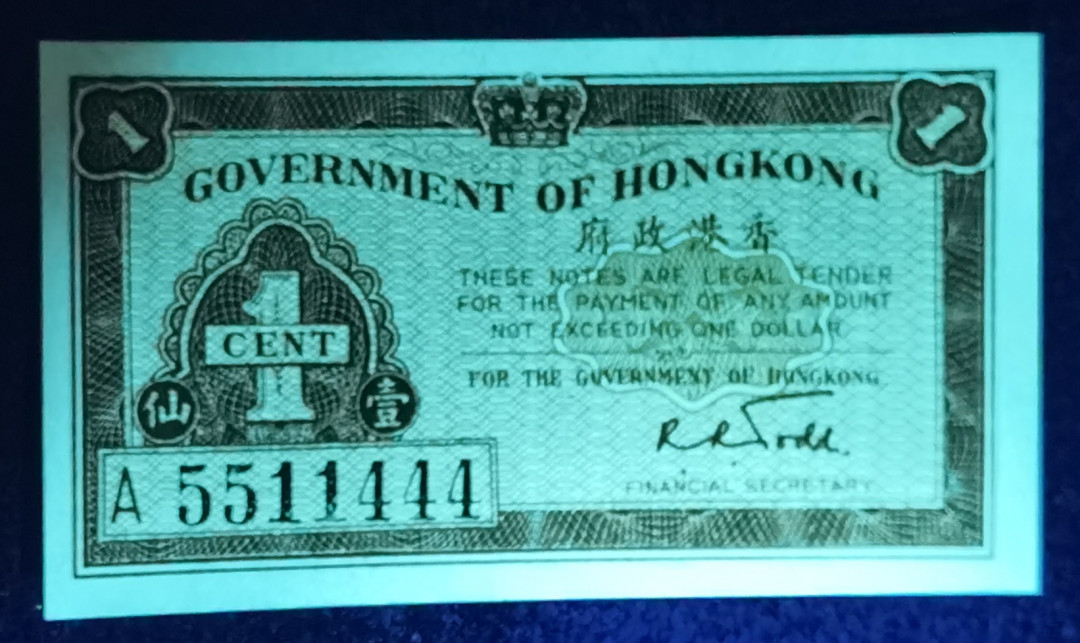 1
1
GOVERNMENT OF HONGKONG
府政港香
THESE NOTES ARE LEGAL TENDER
FOR THE PAYMENT OF ANY AMOUNT
NOT EXCEEDING ONE DOLLAR
1
CENT
FOR THE GOVERNMENT OF HONGKONG
仙 壹
R R Todd.
A 5511444
FINANCIAL SECRETARY